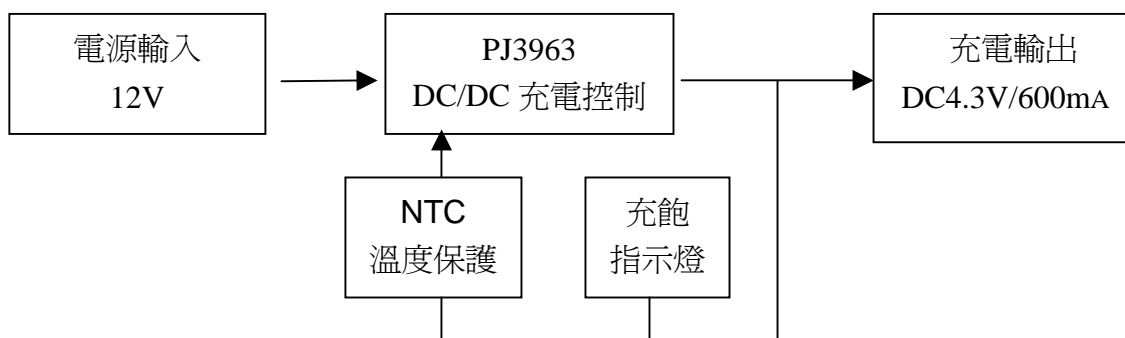 電源輸入
12V
PJ3963
DC/DC 充電控制
充電輸出
DC4.3V/600mA
NTC
溫度保護
充飽
指示燈